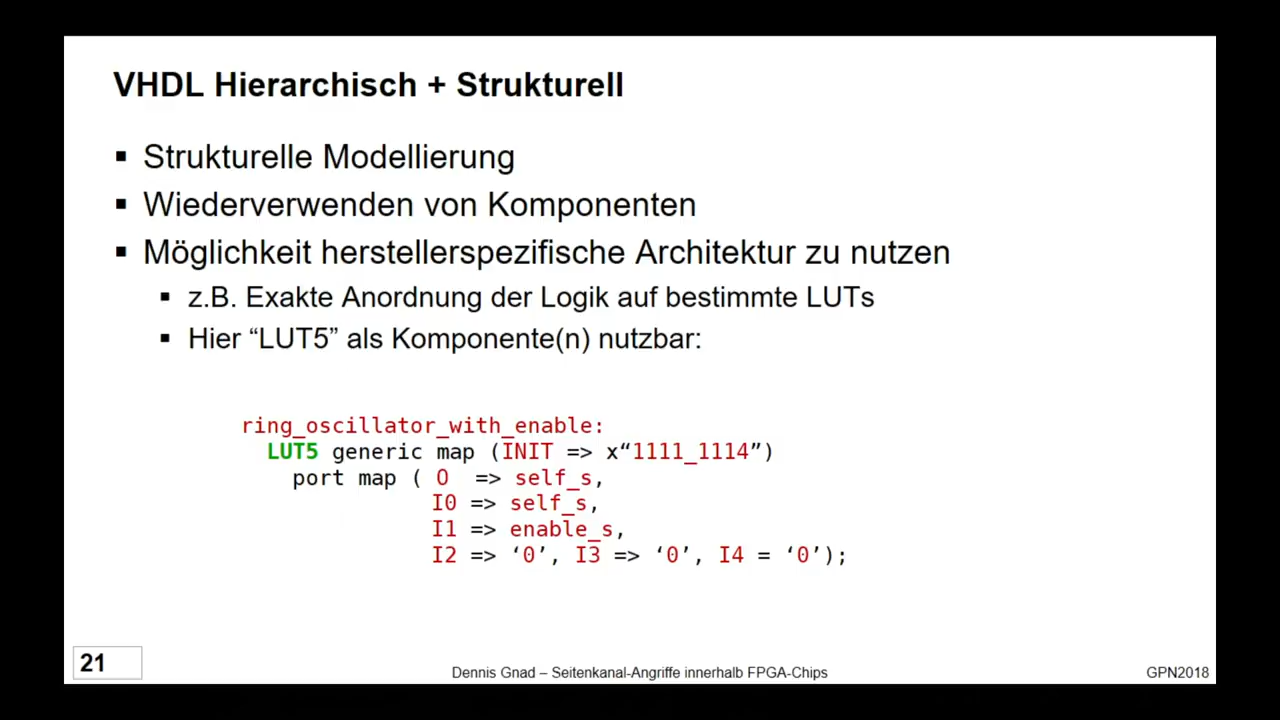 VHDL Hierarchisch + Strukturell
▪ Strukturelle Modellierung
▪ Wiederverwenden von Komponenten
▪ Möglichkeit herstellerspezifische Architektur zu nutzen
▪ z.B. Exakte Anordnung der Logik auf bestimmte LUTs
▪ Hier “LUT5” als Komponente(n) nutzbar:
ring_oscillator_with_enable:
LUT5 generic map (INIT => x“1111_1114”)
port map ( O => self_s,
I0 => self_s,
I1 => enable_s,
I2 => ‘0’, I3 => ‘0’, I4 = ‘0’);
21
Dennis Gnad – Seitenkanal-Angriffe innerhalb FPGA-Chips
GPN2018